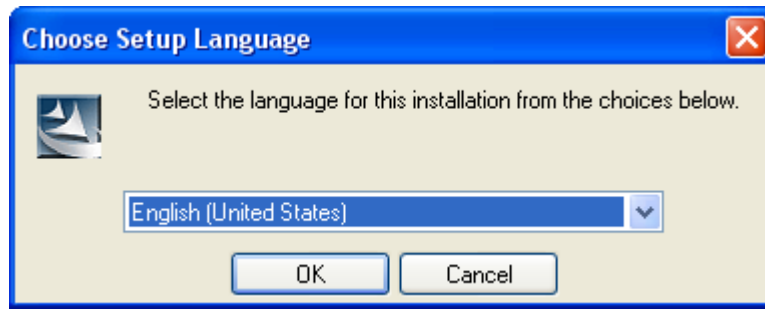 Choose Setup Language
Select the language for this installation from the choices below.
English (United States)
OK
Cancel